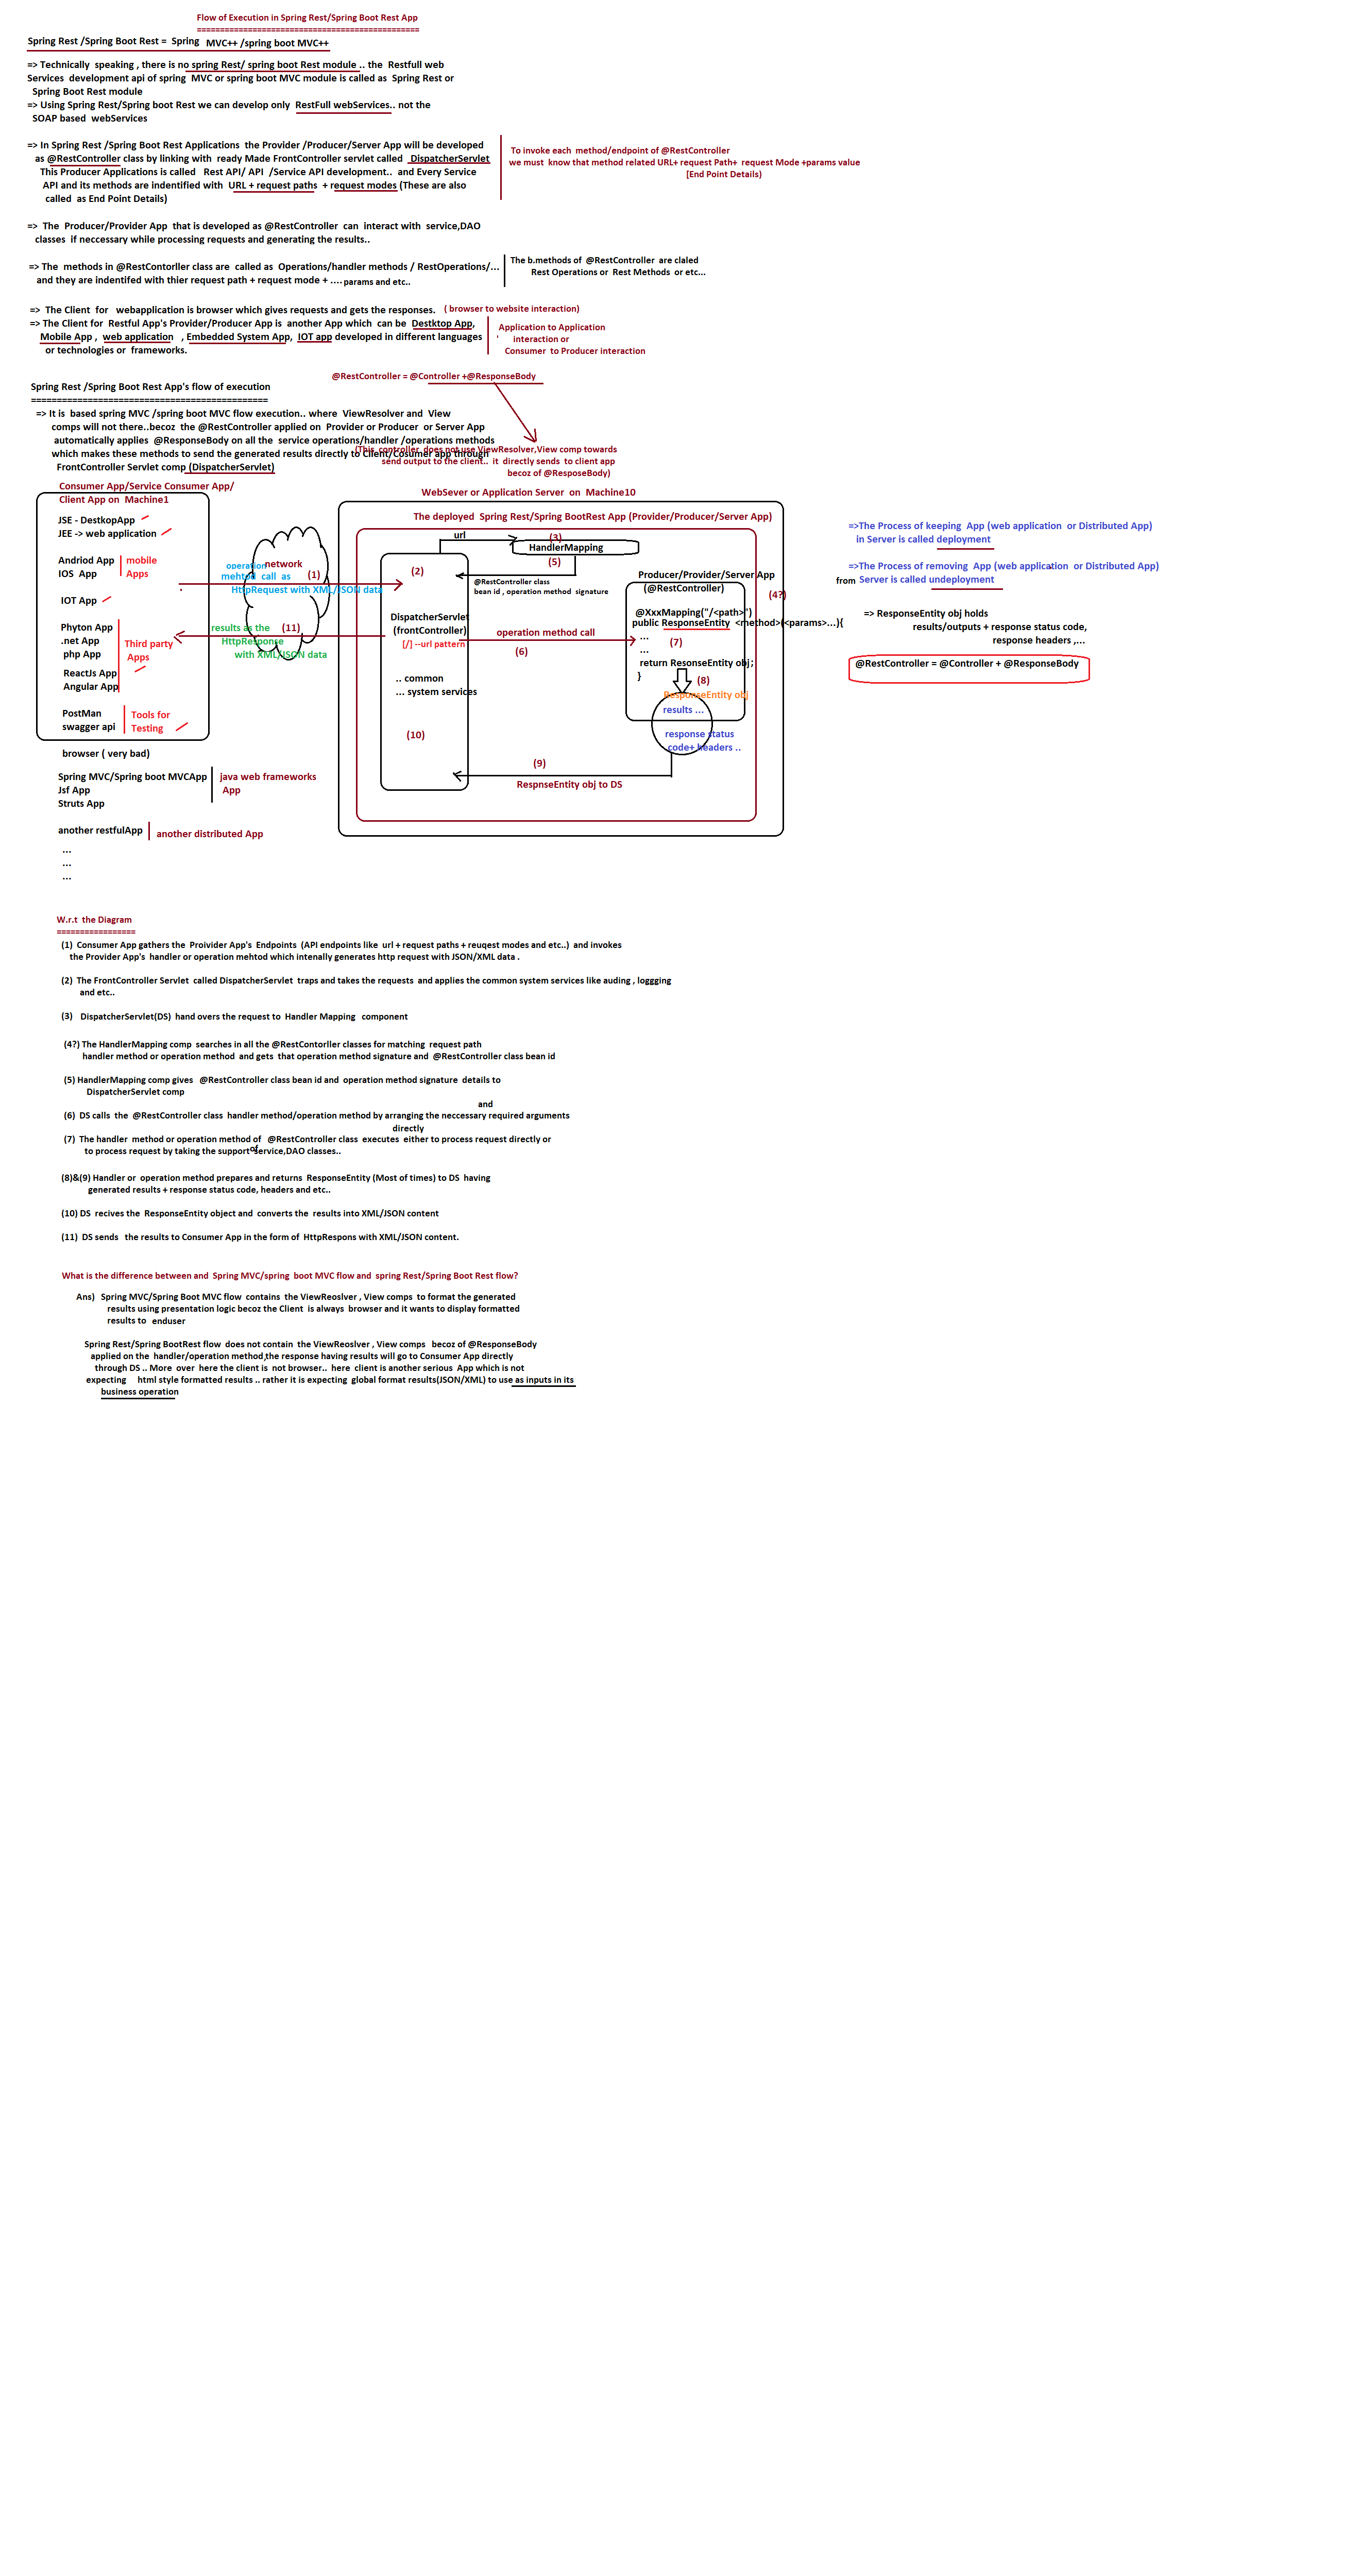 Flow of Execution in Spring Rest/Spring Boot Rest App
================================================
Spring Rest /Spring Boot Rest = Spring MVC++ /spring boot MVC++
=> Technically speaking , there is no spring Rest/ spring boot Rest module .. the Restfull web
Services development api of spring MVC or spring boot MVC module is called as Spring Rest or
Spring Boot Rest module
=> Using Spring Rest/Spring boot Rest we can develop only RestFull webServices.. not the
SOAP based webServices
=> In Spring Rest /Spring Boot Rest Applications the Provider /Producer/Server App will be developed
as @RestController class by linking with ready Made FrontController servlet called DispatcherServlet
This Producer Applications is called Rest API/ API /Service API development.. and Every Service
API and its methods are indentified with URL + request paths + request modes (These are also
called as End Point Details)
To invoke each method/endpoint of @RestController
we must know that method related URL+ request Path+ request Mode +params value
[End Point Details)
=> The Producer/Provider App that is developed as @RestController can interact with service,DAO
classes if neccessary while processing requests and generating the results..
=> The methods in @RestContorller class are called as Operations/handler methods / RestOperations/...
and they are indentifed with thier request path + request mode + .... params and etc..
The b.methods of @RestController are claled
Rest Operations or Rest Methods or etc...
=> The Client for webapplication is browser which gives requests and gets the responses. ( browser to website interaction)
=> The Client for Restful App's Provider/Producer App is another App which can be Destktop App,
Mobile App , web application , Embedded System App, IOT app developed in different languages
or technologies or frameworks.
Application to Application
' interaction or
Consumer to Producer interaction
@RestController = @Controller +@ResponseBody
Spring Rest /Spring Boot Rest App's flow of execution
==============================================
=> It is based spring MVC /spring boot MVC flow execution.. where ViewResolver and View
comps will not there..becoz the @RestController applied on Provider or Producer or Server App
automatically applies @ResponseBody on all the service operations/handler /operations methods
which makes these methods to send the generated results directly to Client/Cosumer app through
FrontController Servlet comp (DispatcherServlet)
(This controller does not use ViewResolver,View comp towards
send output to the client.. it directly sends to client app
becoz of @ResposeBody)
Consumer App/Service Consumer App/
Client App on Machine1
JSE - DestkopApp
JEE -> web application
Andriod App
IOS App
mobile
Apps
IOT App
Phyton App
.net App
php App
ReactJs App
Angular App
Third party
Apps
PostMan
swagger api
Tools for
Testing
browser ( very bad)
Spring MVC/Spring boot MVCApp
Jsf App
Struts App
java web frameworks
App
another restfulApp
another distributed App
...
...
...
network
operation
mehtod call as (1)
HttpRequest with XML/JSON data
results as the (11)
HttpResponse
with XML/JSON data
WebSever or Application Server on Machine10
The deployed Spring Rest/Spring BootRest App (Provider/Producer/Server App)
url
(3)
HandlerMapping
(5)
@RestController class
bean id , operation method signature
(2)
DispatcherServlet
(frontController)
[/] --url pattern
.. common
... system services
(10)
operation method call
(6)
Producer/Provider/Server App
(@RestController)
(4?)
@XxxMapping("/<path>")
public ResponseEntity <method>(<params>...){
...
(7)
...
return ResonseEntity obj;
}
(8)
ResponseEntity obj
results ...
response status
code+ headers ..
(9)
RespnseEntity obj to DS
=>The Process of keeping App (web application or Distributed App)
in Server is called deployment
=>The Process of removing App (web application or Distributed App)
from Server is called undeployment
=> ResponseEntity obj holds
results/outputs + response status code,
response headers ,...
@RestController = @Controller + @ResponseBody
W.r.t the Diagram
=================
(1) Consumer App gathers the Proivider App's Endpoints (API endpoints like url + request paths + reuqest modes and etc..) and invokes
the Provider App's handler or operation mehtod which intenally generates http request with JSON/XML data .
(2) The FrontController Servlet called DispatcherServlet traps and takes the requests and applies the common system services like auding , loggging
and etc..
(3) DispatcherServlet(DS) hand overs the request to Handler Mapping component
(4?) The HandlerMapping comp searches in all the @RestContorller classes for matching request path
handler method or operation method and gets that operation method signature and @RestController class bean id
(5) HandlerMapping comp gives @RestController class bean id and operation method signature details to
DispatcherServlet comp
and
(6) DS calls the @RestController class handler method/operation method by arranging the neccessary required arguments
directly
(7) The handler method or operation method of @RestController class executes either to process request directly or
to process request by taking the support of service,DAO classes..
(8)&(9) Handler or operation method prepares and returns ResponseEntity (Most of times) to DS having
generated results + response status code, headers and etc..
(10) DS recives the ResponseEntity object and converts the results into XML/JSON content
(11) DS sends the results to Consumer App in the form of HttpRespons with XML/JSON content.
What is the difference between and Spring MVC/spring boot MVC flow and spring Rest/Spring Boot Rest flow?
Ans) Spring MVC/Spring Boot MVC flow contains the ViewReoslver , View comps to format the generated
results using presentation logic becoz the Client is always browser and it wants to display formatted
results to enduser
Spring Rest/Spring BootRest flow does not contain the ViewReoslver , View comps becoz of @ResponseBody
applied on the handler/operation method,the response having results will go to Consumer App directly
through DS .. More over here the client is not browser.. here client is another serious App which is not
expecting html style formatted results .. rather it is expecting global format results(JSON/XML) to use as inputs in its
business operation